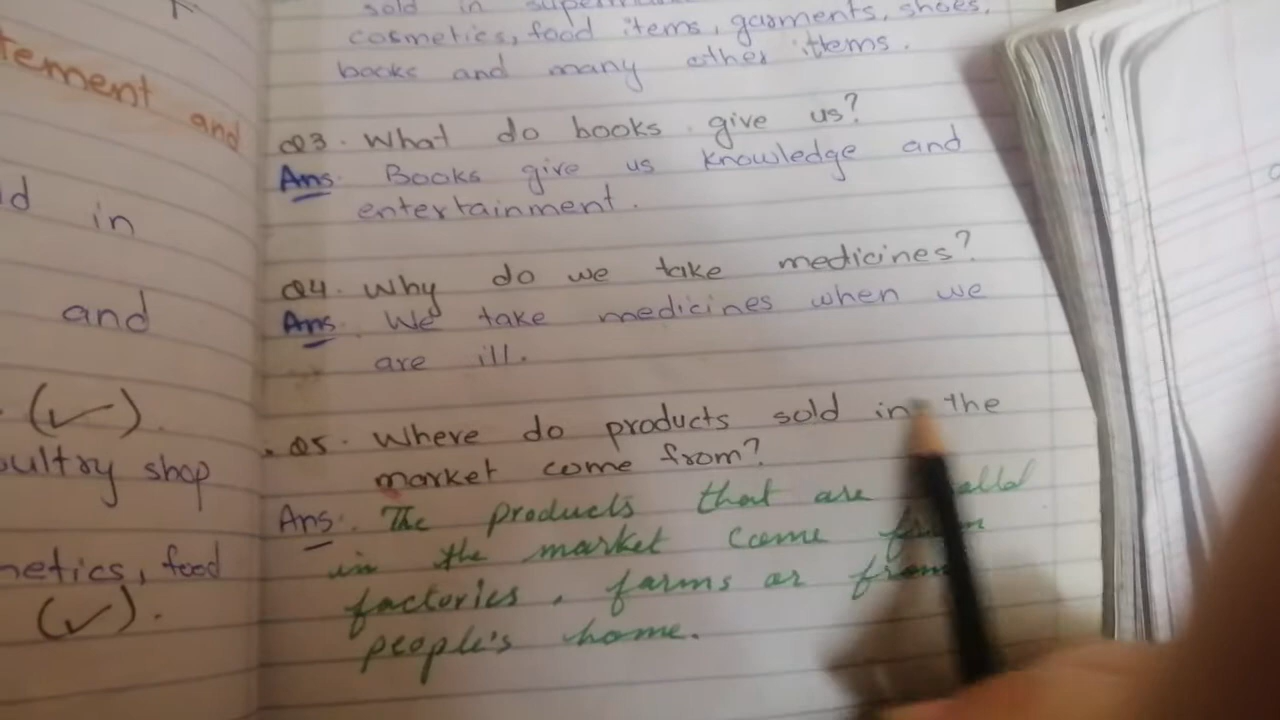 tement and
d in
and
(✓).
oultry shop
metics, food
(✓).
sold in
cosmetics, food items, garments, shoes,
books and many other items.
Q3. What do books give us?
Ans. Books give us knowledge and
entertainment.
Q4. Why do we take medicines?
Ans. We take medicines when we
are ill.
Q5. Where do products sold in the
market come from?
Ans. The products that are
in the market come from
factories, farms or from
people's home.